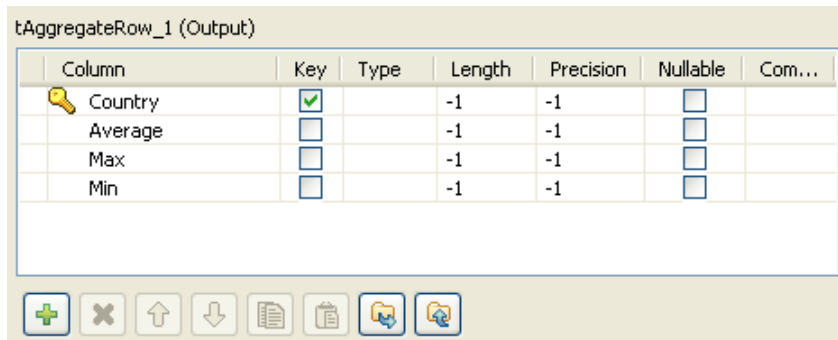 tAggregateRow_1 (Output)
Column Key Type Length Precision Nullable Com...
Country -1 -1
Average -1 -1
Max -1 -1
Min -1 -1